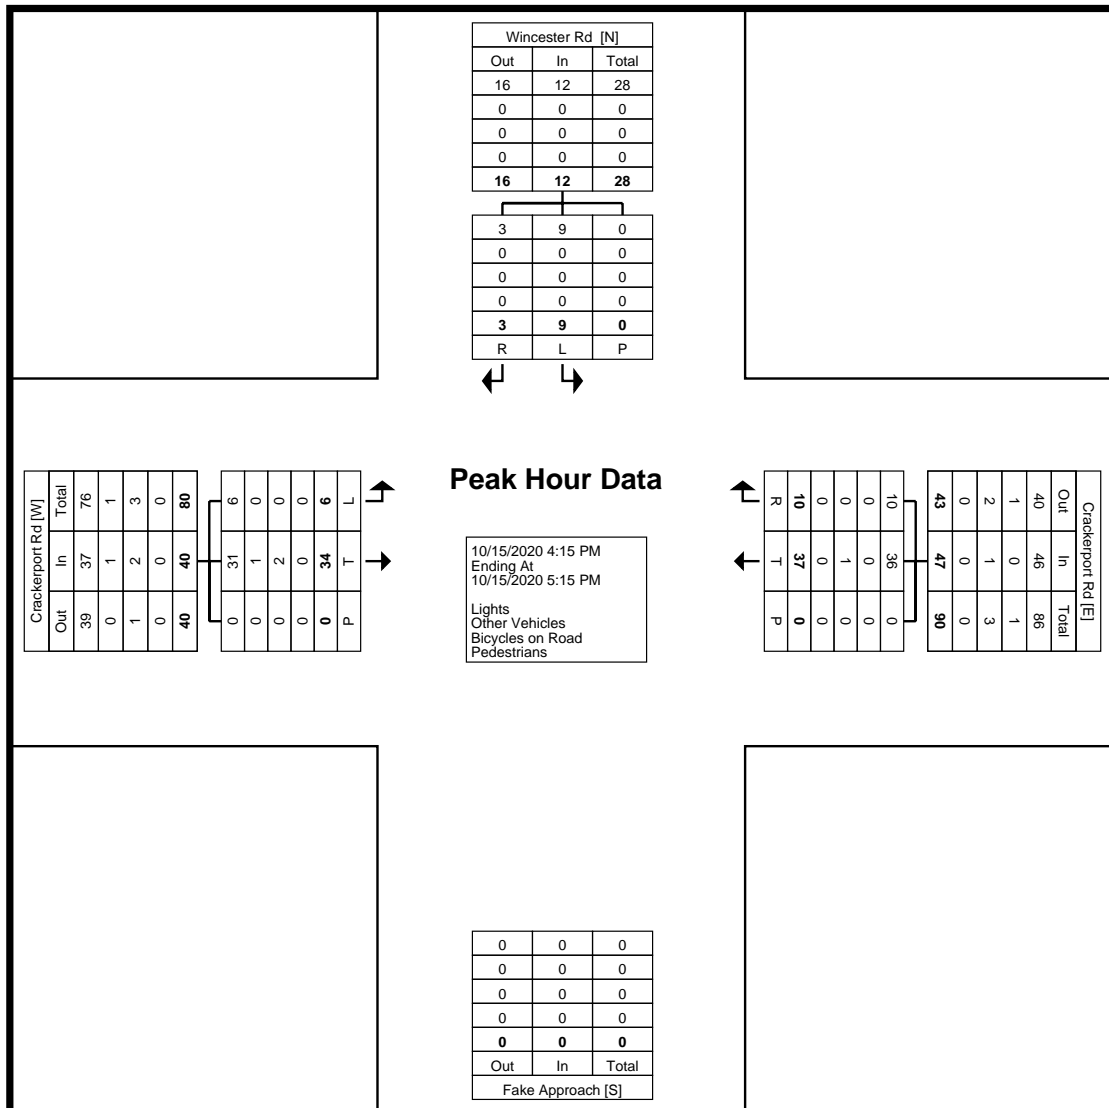 Wincester Rd [N]
Out In Total
16 12 28
0 0 0
0 0 0
0 0 0
16 12 28
3 9 0
0 0 0
0 0 0
0 0 0
3 9 0
R L P
Crackerport Rd [W]
Total 76 1 3 0 80
In 37 1 2 0 40
Out 39 0 1 0 40
6 0 0 0 6 L
31 1 2 0 34 T
0 0 0 0 0 P
Peak Hour Data
10/15/2020 4:15 PM
Ending At
10/15/2020 5:15 PM
Lights
Other Vehicles
Bicycles on Road
Pedestrians
R 10 0 0 0 10
T 37 0 1 0 36
P 0 0 0 0 0
43 0 2 1 40 Out
47 0 1 0 46 In
90 0 3 1 86 Total
Crackerport Rd [E]
0 0 0
0 0 0
0 0 0
0 0 0
0 0 0
Out In Total
Fake Approach [S]